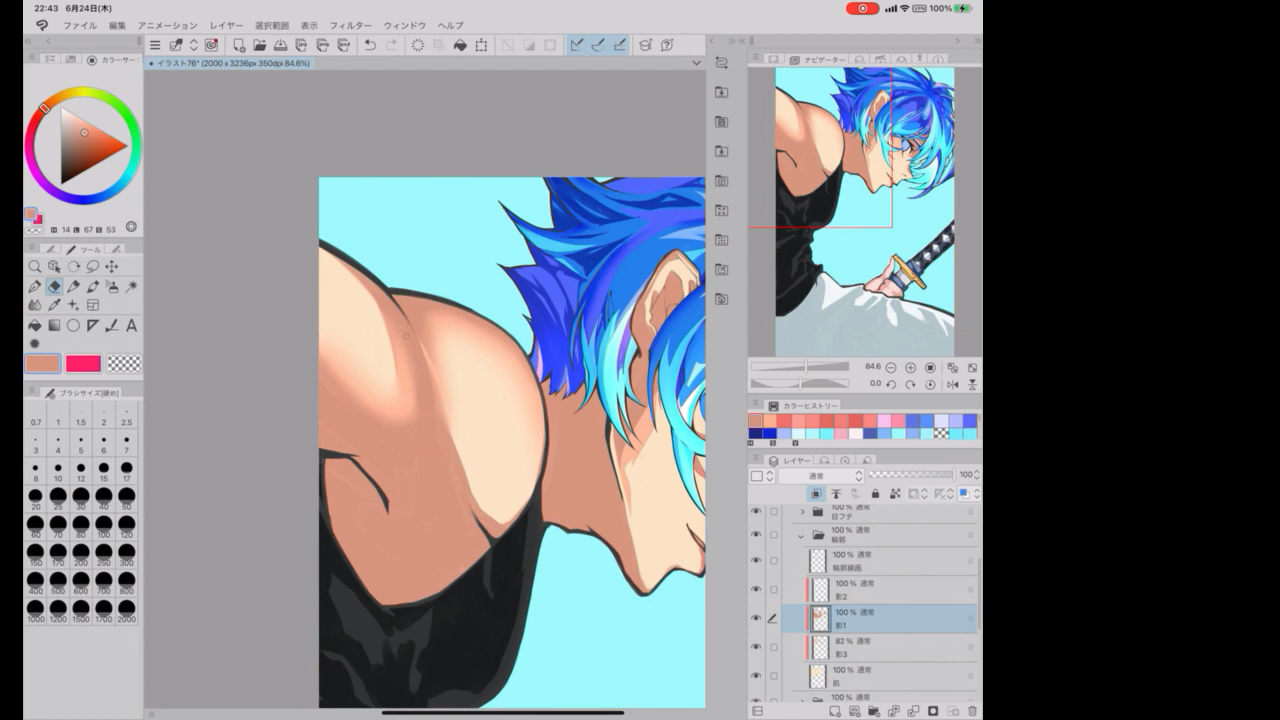 22:43 6月24日(木)
VPN 100%
ファイル 編集 アニメーション レイヤー 選択範囲 表示 フィルター ウィンドウ ヘルプ
イラスト76* (2000 x 3236px 350dpi 84.6%)
カラーサー
ナビゲーター
H 14 L 67 S 53
ツール
A
84.6
0.0
ブラシサイズ[硬め]
0.7 1 1.5 2 2.5
3 4 5 6 7
8 10 12 15 17
20 25 30 40 50
60 70 80 100 120
150 170 200 250 300
400 500 600 700 800
1000 1200 1500 1700 2000
カラーヒストリー
H S V
レイヤー
通常 100
100 % 通常
目フチ
100 % 通常
輪郭
100 % 通常
輪郭線画
100 % 通常
影2
100 % 通常
影1
82 % 通常
影3
100 % 通常
肌
100 % 通常